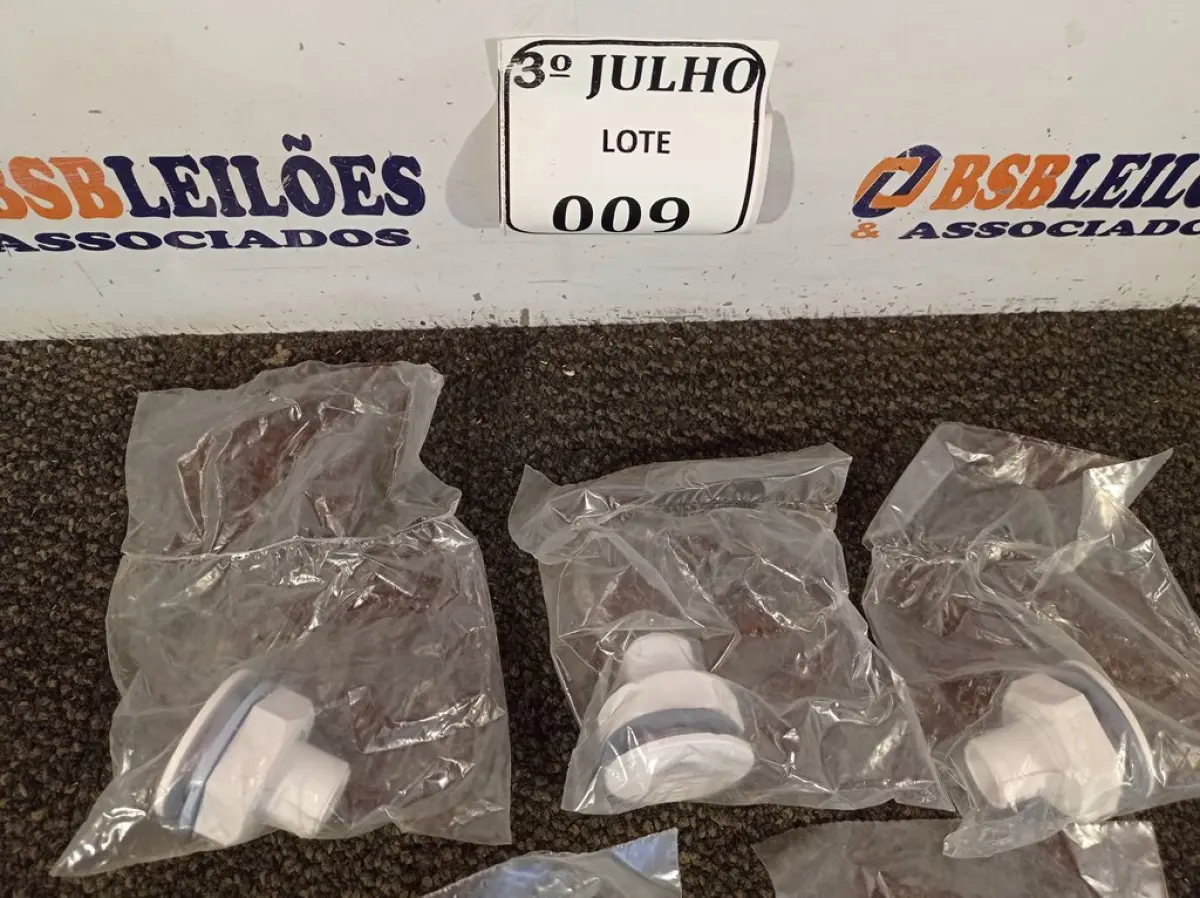 3º JULHO
LOTE
009
BSBLEILÕES
ASSOCIADOS
BSBLEILÕ
& ASSOCIADO